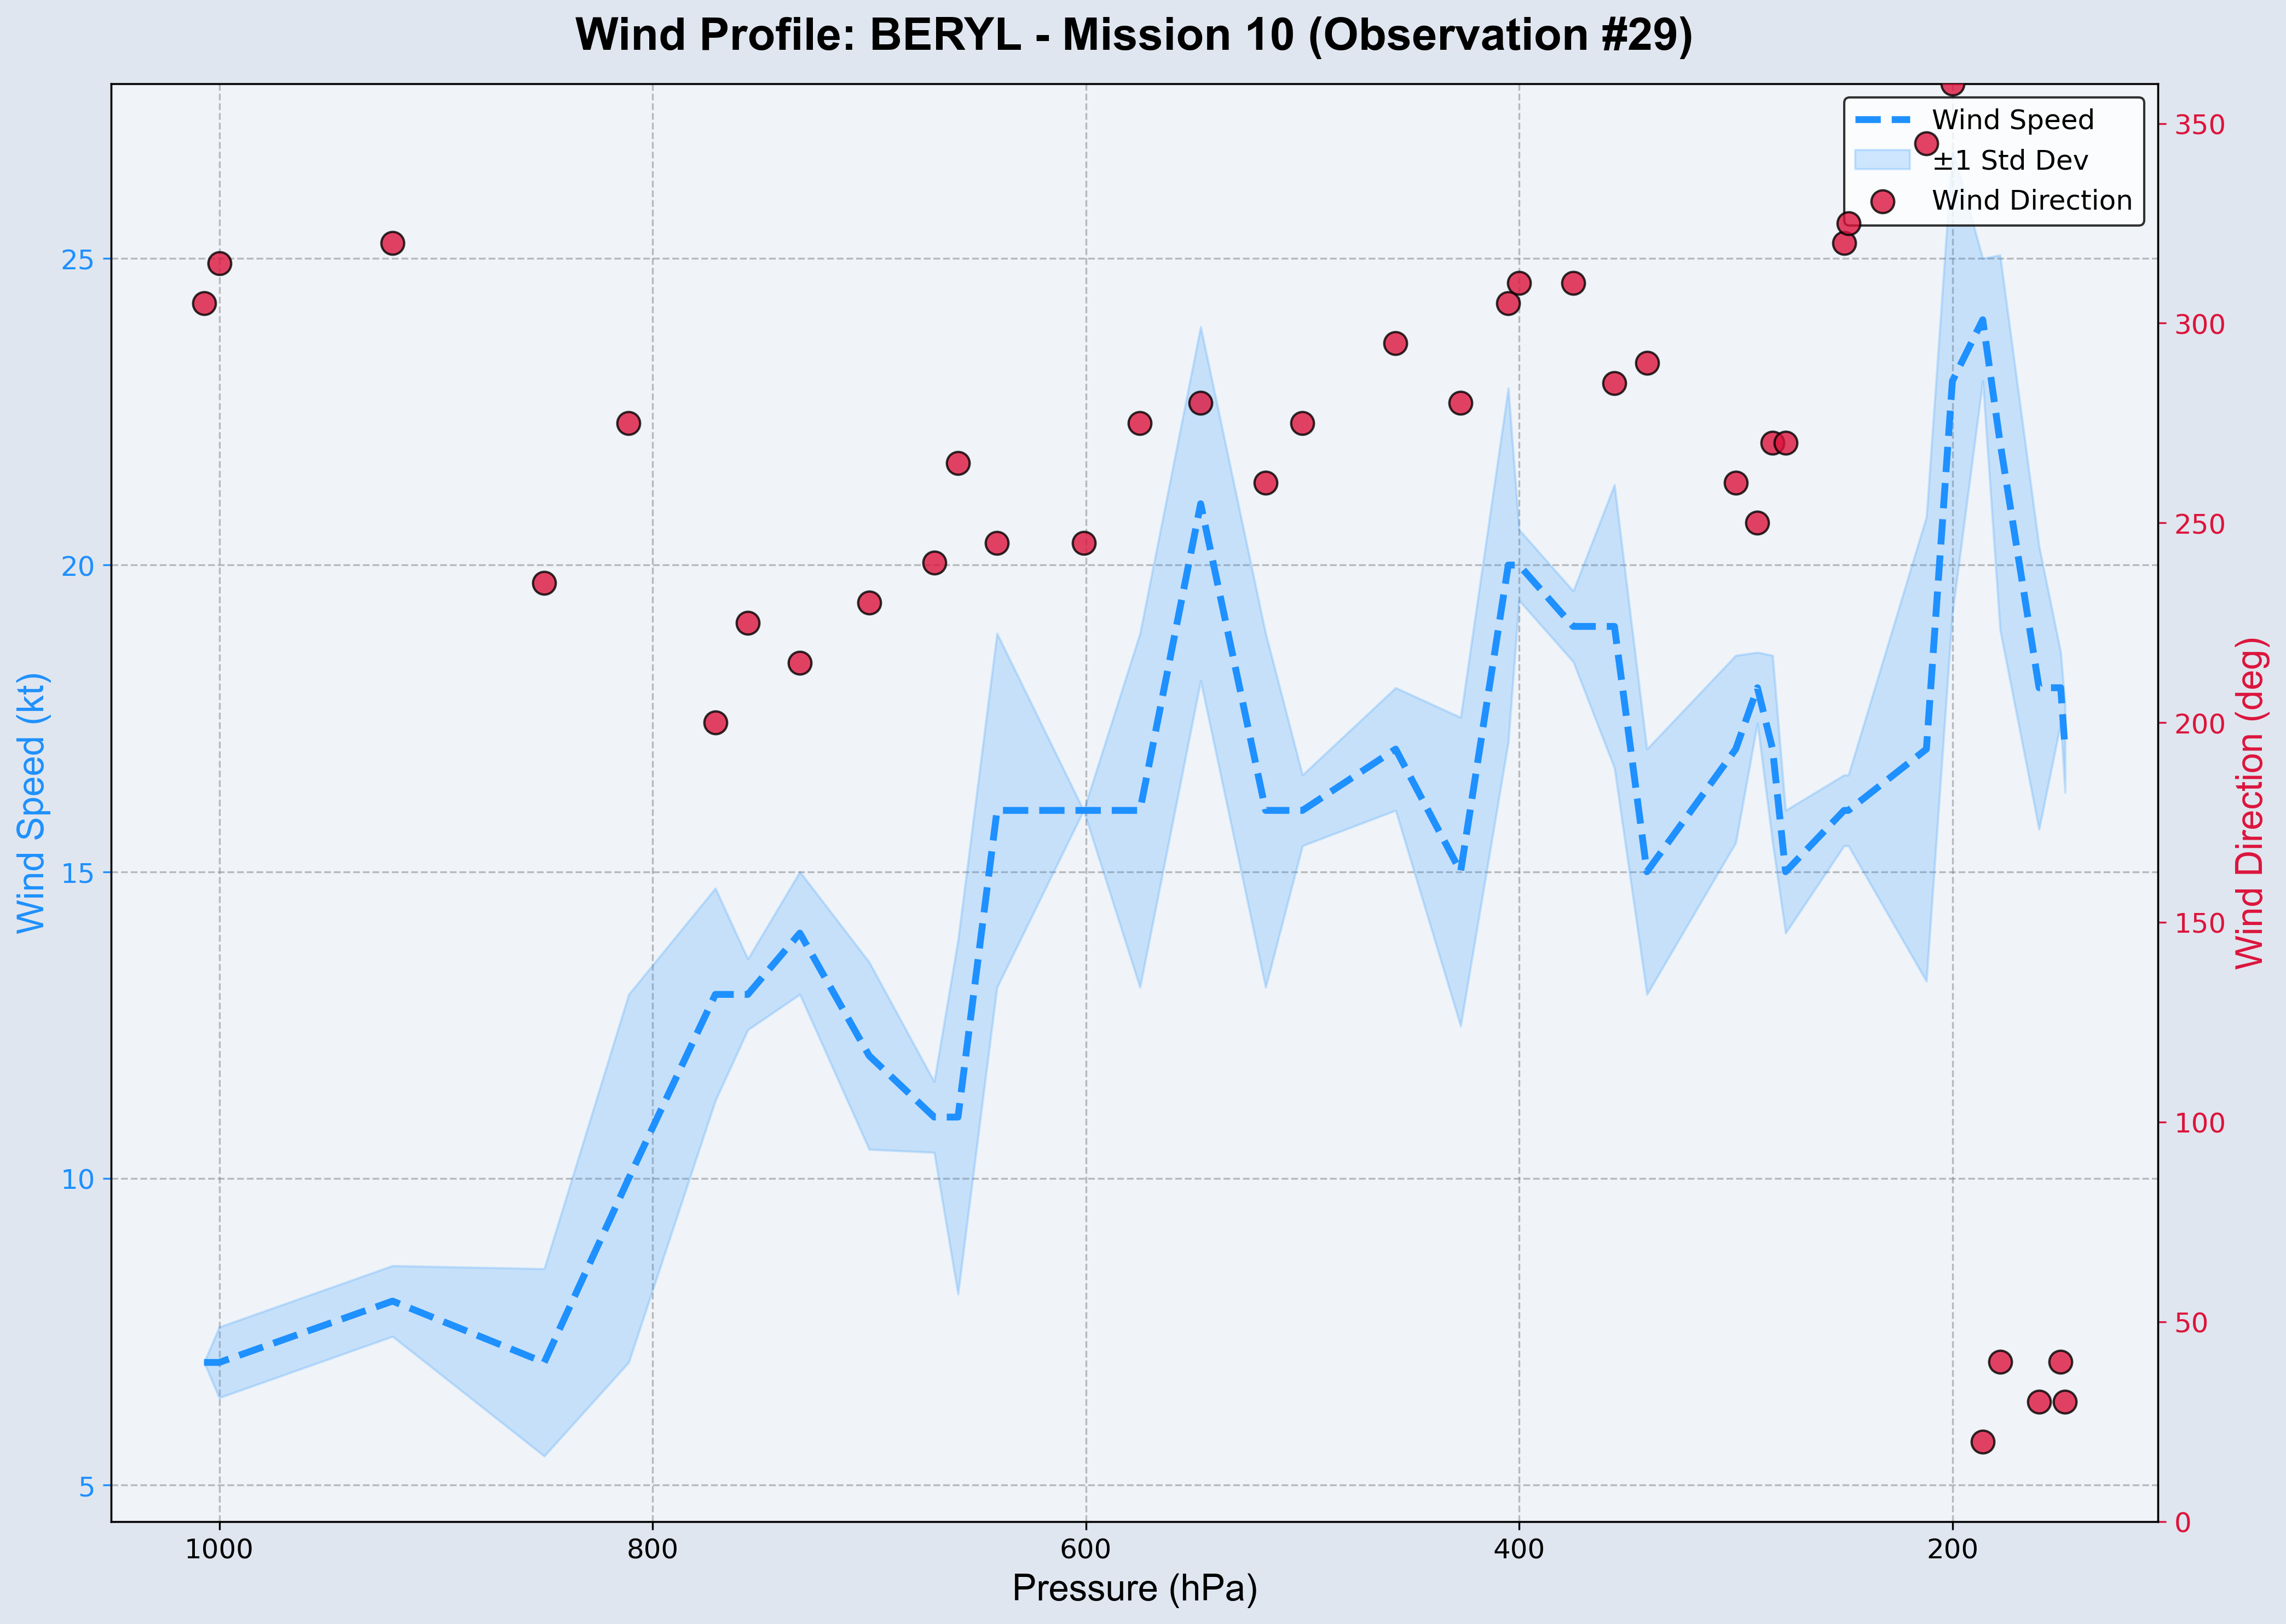 Wind Profile: BERYL - Mission 10 (Observation #29)
Wind Speed
±1 Std Dev
Wind Direction
Wind Speed (kt)
25
20
15
10
5
350
300
250
200
150
100
50
0
Wind Direction (deg)
1000
800
600
400
200
Pressure (hPa)